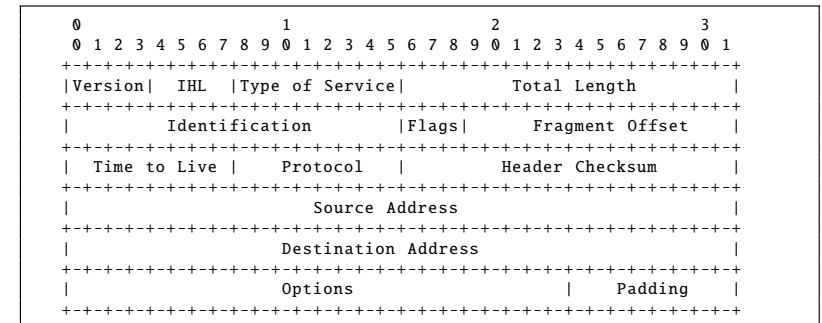 0                   1                   2                   3
 0 1 2 3 4 5 6 7 8 9 0 1 2 3 4 5 6 7 8 9 0 1 2 3 4 5 6 7 8 9 0 1
+-+-+-+-+-+-+-+-+-+-+-+-+-+-+-+-+-+-+-+-+-+-+-+-+-+-+-+-+-+-+-+-+
|Version|  IHL  |Type of Service|          Total Length         |
+-+-+-+-+-+-+-+-+-+-+-+-+-+-+-+-+-+-+-+-+-+-+-+-+-+-+-+-+-+-+-+-+
|         Identification        |Flags|      Fragment Offset    |
+-+-+-+-+-+-+-+-+-+-+-+-+-+-+-+-+-+-+-+-+-+-+-+-+-+-+-+-+-+-+-+-+
|  Time to Live |    Protocol   |         Header Checksum       |
+-+-+-+-+-+-+-+-+-+-+-+-+-+-+-+-+-+-+-+-+-+-+-+-+-+-+-+-+-+-+-+-+
|                       Source Address                          |
+-+-+-+-+-+-+-+-+-+-+-+-+-+-+-+-+-+-+-+-+-+-+-+-+-+-+-+-+-+-+-+-+
|                    Destination Address                        |
+-+-+-+-+-+-+-+-+-+-+-+-+-+-+-+-+-+-+-+-+-+-+-+-+-+-+-+-+-+-+-+-+
|                    Options                    |    Padding    |
+-+-+-+-+-+-+-+-+-+-+-+-+-+-+-+-+-+-+-+-+-+-+-+-+-+-+-+-+-+-+-+-+